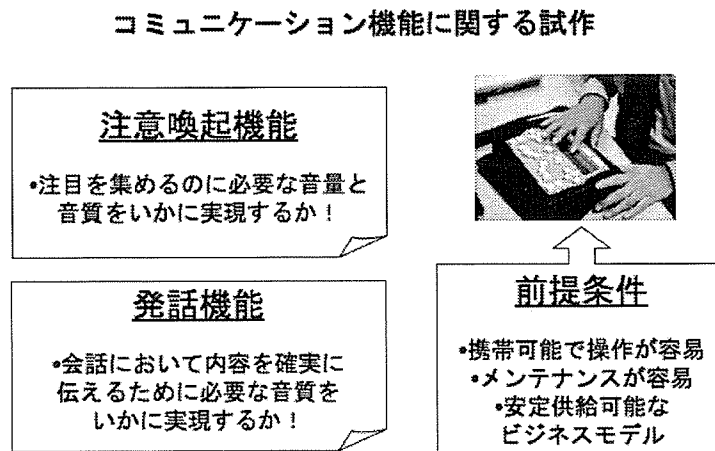 コミュニケーション機能に関する試作
注意喚起機能
•注目を集めるのに必要な音量と
音質をいかに実現するか！
発話機能
•会話において内容を確実に
伝えるために必要な音質を
いかに実現するか！
前提条件
•携帯可能で操作が容易
•メンテナンスが容易
•安定供給可能な
ビジネスモデル